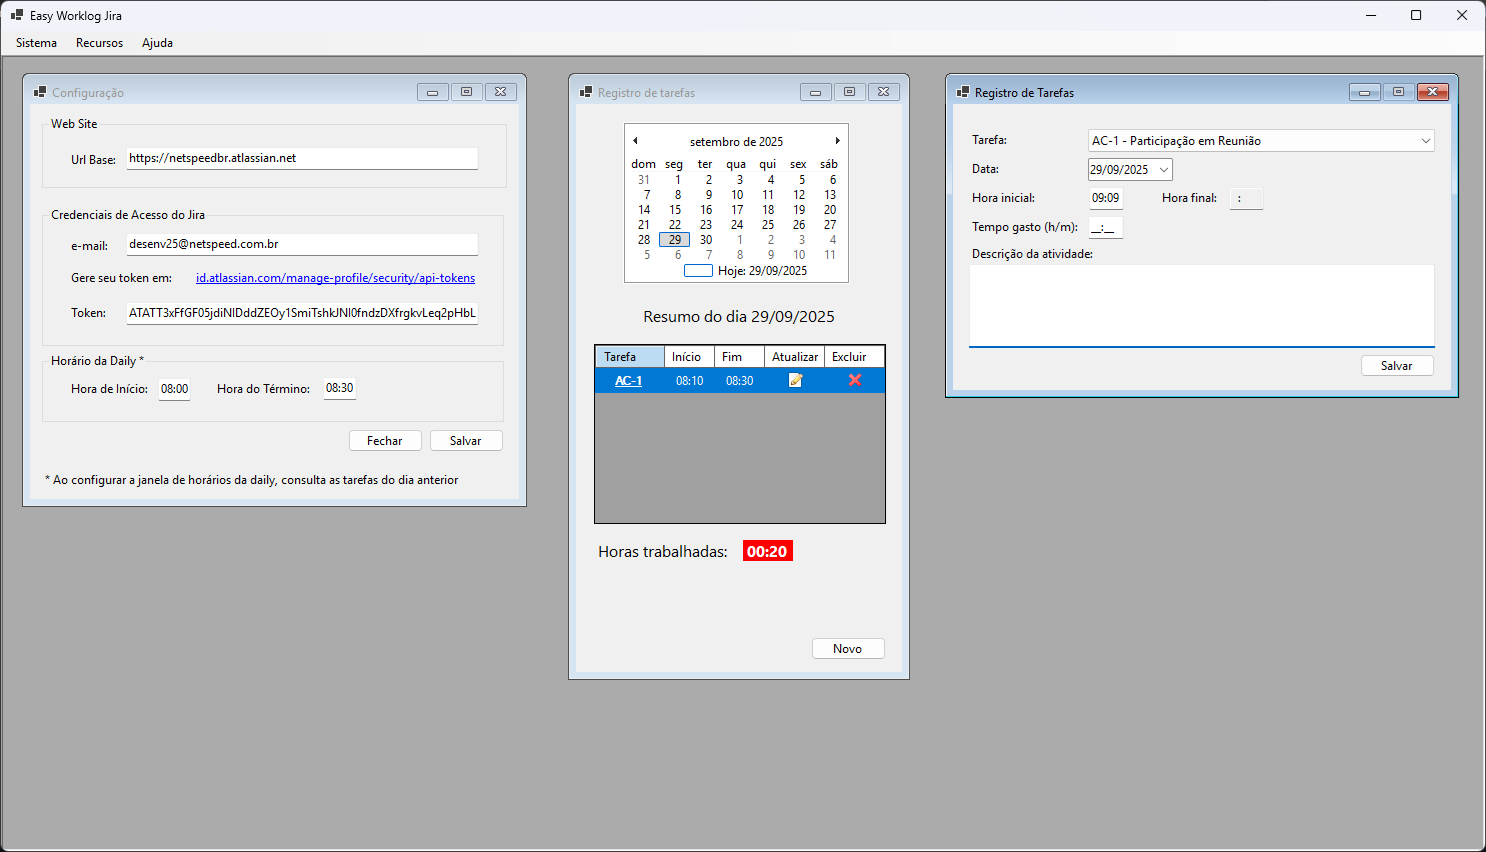 Easy Worklog Jira
Sistema Recursos Ajuda
Configuração
Web Site
Url Base: https://netspeedbr.atlassian.net
Credenciais de Acesso do Jira
e-mail: desenv25@netspeed.com.br
Gere seu token em: id.atlassian.com/manage-profile/security/api-tokens
Token: ATATT3xFfGF05jdiNIDddZEOy1SmiTshkJNI0fndzDXfrgkvLeq2pHbL
Horário da Daily *
Hora de Início: 08:00 Hora do Término: 08:30
Fechar Salvar
* Ao configurar a janela de horários da daily, consulta as tarefas do dia anterior
Registro de tarefas
setembro de 2025
dom seg ter qua qui sex sáb
31 1 2 3 4 5 6
7 8 9 10 11 12 13
14 15 16 17 18 19 20
21 22 23 24 25 26 27
28 29 30 1 2 3 4
5 6 7 8 9 10 11
Hoje: 29/09/2025
Resumo do dia 29/09/2025
Tarefa Início Fim Atualizar Excluir
AC-1 08:10 08:30
Horas trabalhadas: 00:20
Novo
Registro de Tarefas
Tarefa: AC-1 - Participação em Reunião
Data: 29/09/2025
Hora inicial: 09:09 Hora final: :
Tempo gasto (h/m): __:__
Descrição da atividade:
Salvar